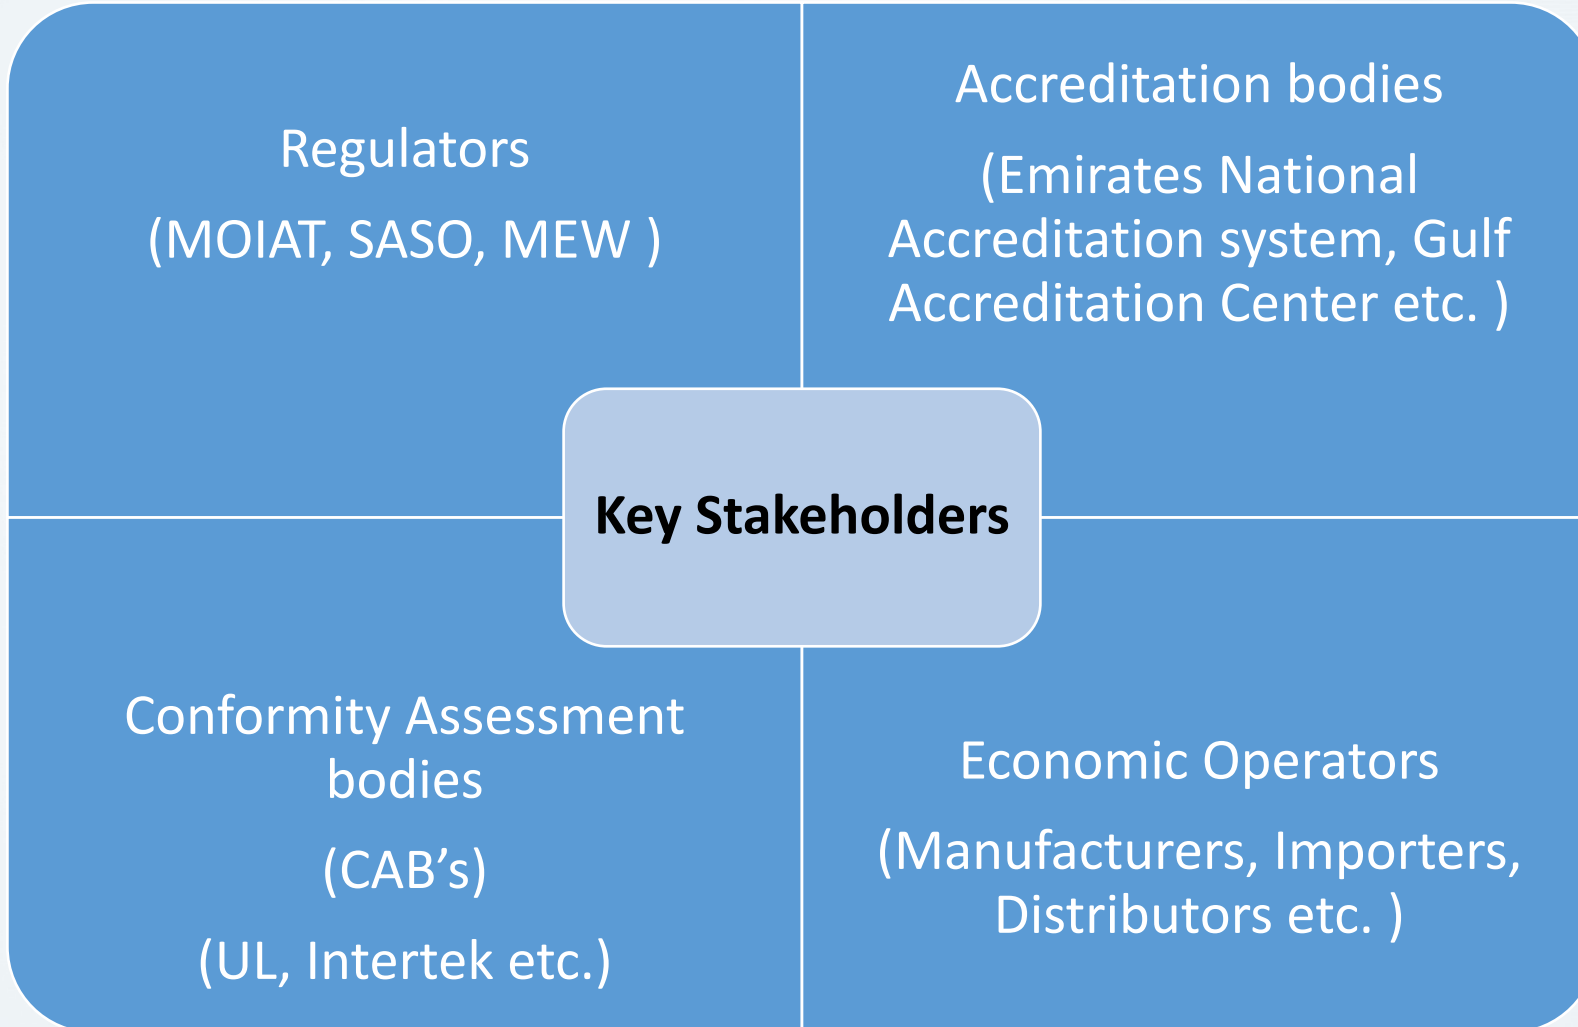 Regulators
(MOIAT, SASO, MEW )
Accreditation bodies
(Emirates National
Accreditation system, Gulf
Accreditation Center etc. )
Key Stakeholders
Conformity Assessment
bodies
(CAB’s)
(UL, Intertek etc.)
Economic Operators
(Manufacturers, Importers,
Distributors etc. )